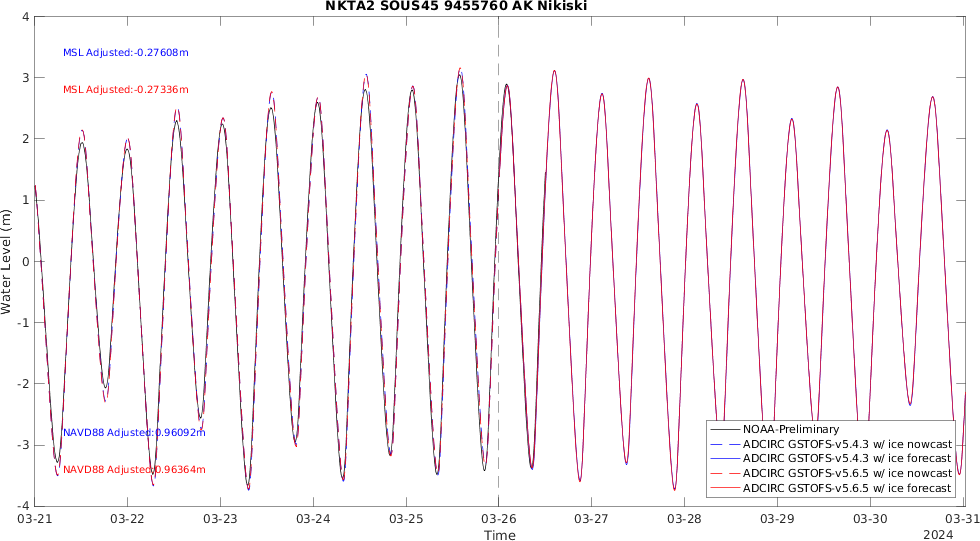 NKTA2 SOUS45 9455760 AK Nikiski
4
3
2
1
0
-1
-2
-3
-4
Water Level (m)
MSL Adjusted:-0.27608m
MSL Adjusted:-0.27336m
NAVD88 Adjusted:0.96092m
NAVD88 Adjusted:0.96364m
NOAA-Preliminary
ADCIRC GSTOFS-v5.4.3 w/ ice nowcast
ADCIRC GSTOFS-v5.4.3 w/ ice forecast
ADCIRC GSTOFS-v5.6.5 w/ ice nowcast
ADCIRC GSTOFS-v5.6.5 w/ ice forecast
03-21 03-22 03-23 03-24 03-25 03-26 03-27 03-28 03-29 03-30 03-31
Time
2024